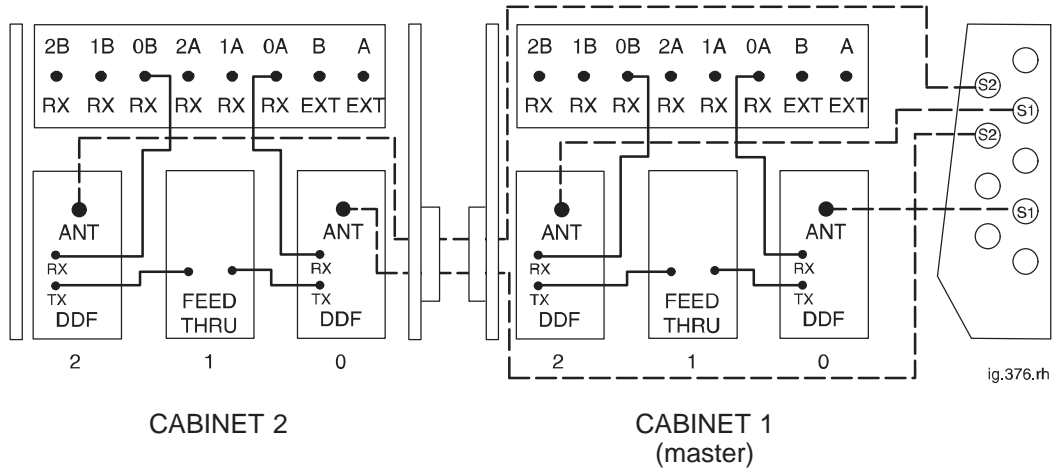 2B 1B 0B 2A 1A 0A B A
RX RX RX RX RX RX EXT EXT
ANT
RX
TX
DDF
2
FEED
THRU
1
ANT
RX
TX
DDF
0
CABINET 2
2B 1B 0B 2A 1A 0A B A
RX RX RX RX RX RX EXT EXT
ANT
RX
TX
DDF
2
FEED
THRU
1
ANT
RX
TX
DDF
0
CABINET 1
(master)
S2
S1
S2
S1
ig.376.rh